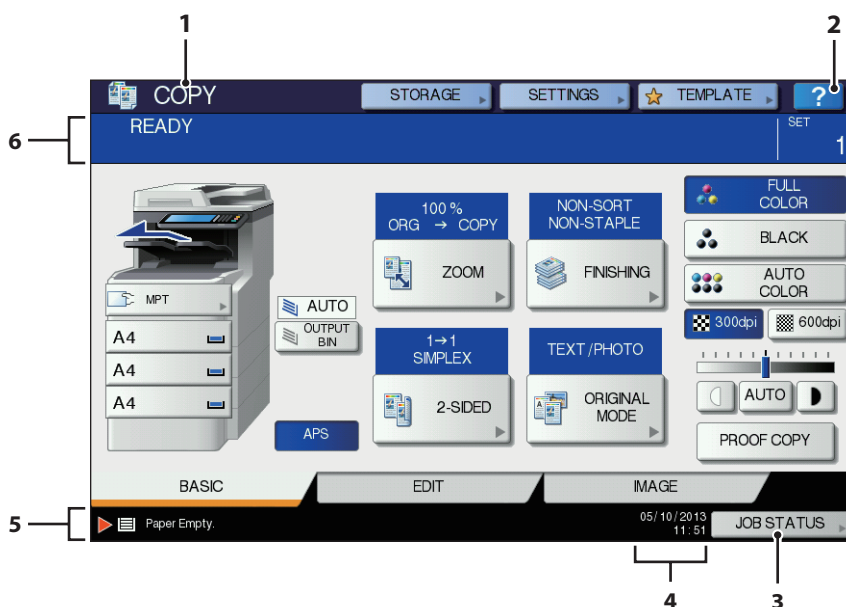 1
2
COPY
STORAGE
SETTINGS
TEMPLATE
?
6
READY
SET
1
100 %
ORG → COPY
ZOOM
NON-SORT
NON-STAPLE
FINISHING
FULL
COLOR
BLACK
AUTO
COLOR
300dpi
600dpi
MPT
A4
A4
A4
AUTO
OUTPUT
BIN
APS
1→1
SIMPLEX
2-SIDED
TEXT/PHOTO
ORIGINAL
MODE
AUTO
PROOF COPY
BASIC
EDIT
IMAGE
5
Paper Empty.
05/10/2013
11:51
JOB STATUS
4
3